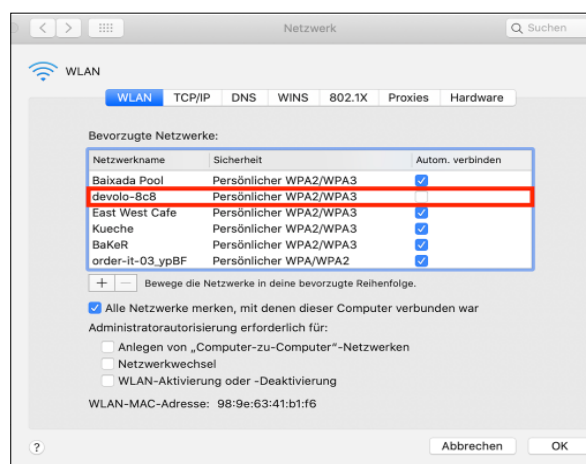 Netzwerk
Suchen
WLAN
WLAN TCP/IP DNS WINS 802.1X Proxies Hardware
Bevorzugte Netzwerke:
Netzwerkname Sicherheit Autom. verbinden
Baixada Pool Persönlicher WPA2/WPA3
devolo-8c8 Persönlicher WPA2/WPA3
East West Cafe Persönlicher WPA2/WPA3
Kueche Persönlicher WPA2/WPA3
BaKeR Persönlicher WPA2/WPA3
order-it-03_ypBF Persönlicher WPA/WPA2
+ − Bewege die Netzwerke in deine bevorzugte Reihenfolge.
Alle Netzwerke merken, mit denen dieser Computer verbunden war
Administratorautorisierung erforderlich für:
Anlegen von „Computer-zu-Computer“-Netzwerken
Netzwerkwechsel
WLAN-Aktivierung oder -Deaktivierung
WLAN-MAC-Adresse: 98:9e:63:41:b1:f6
? Abbrechen OK